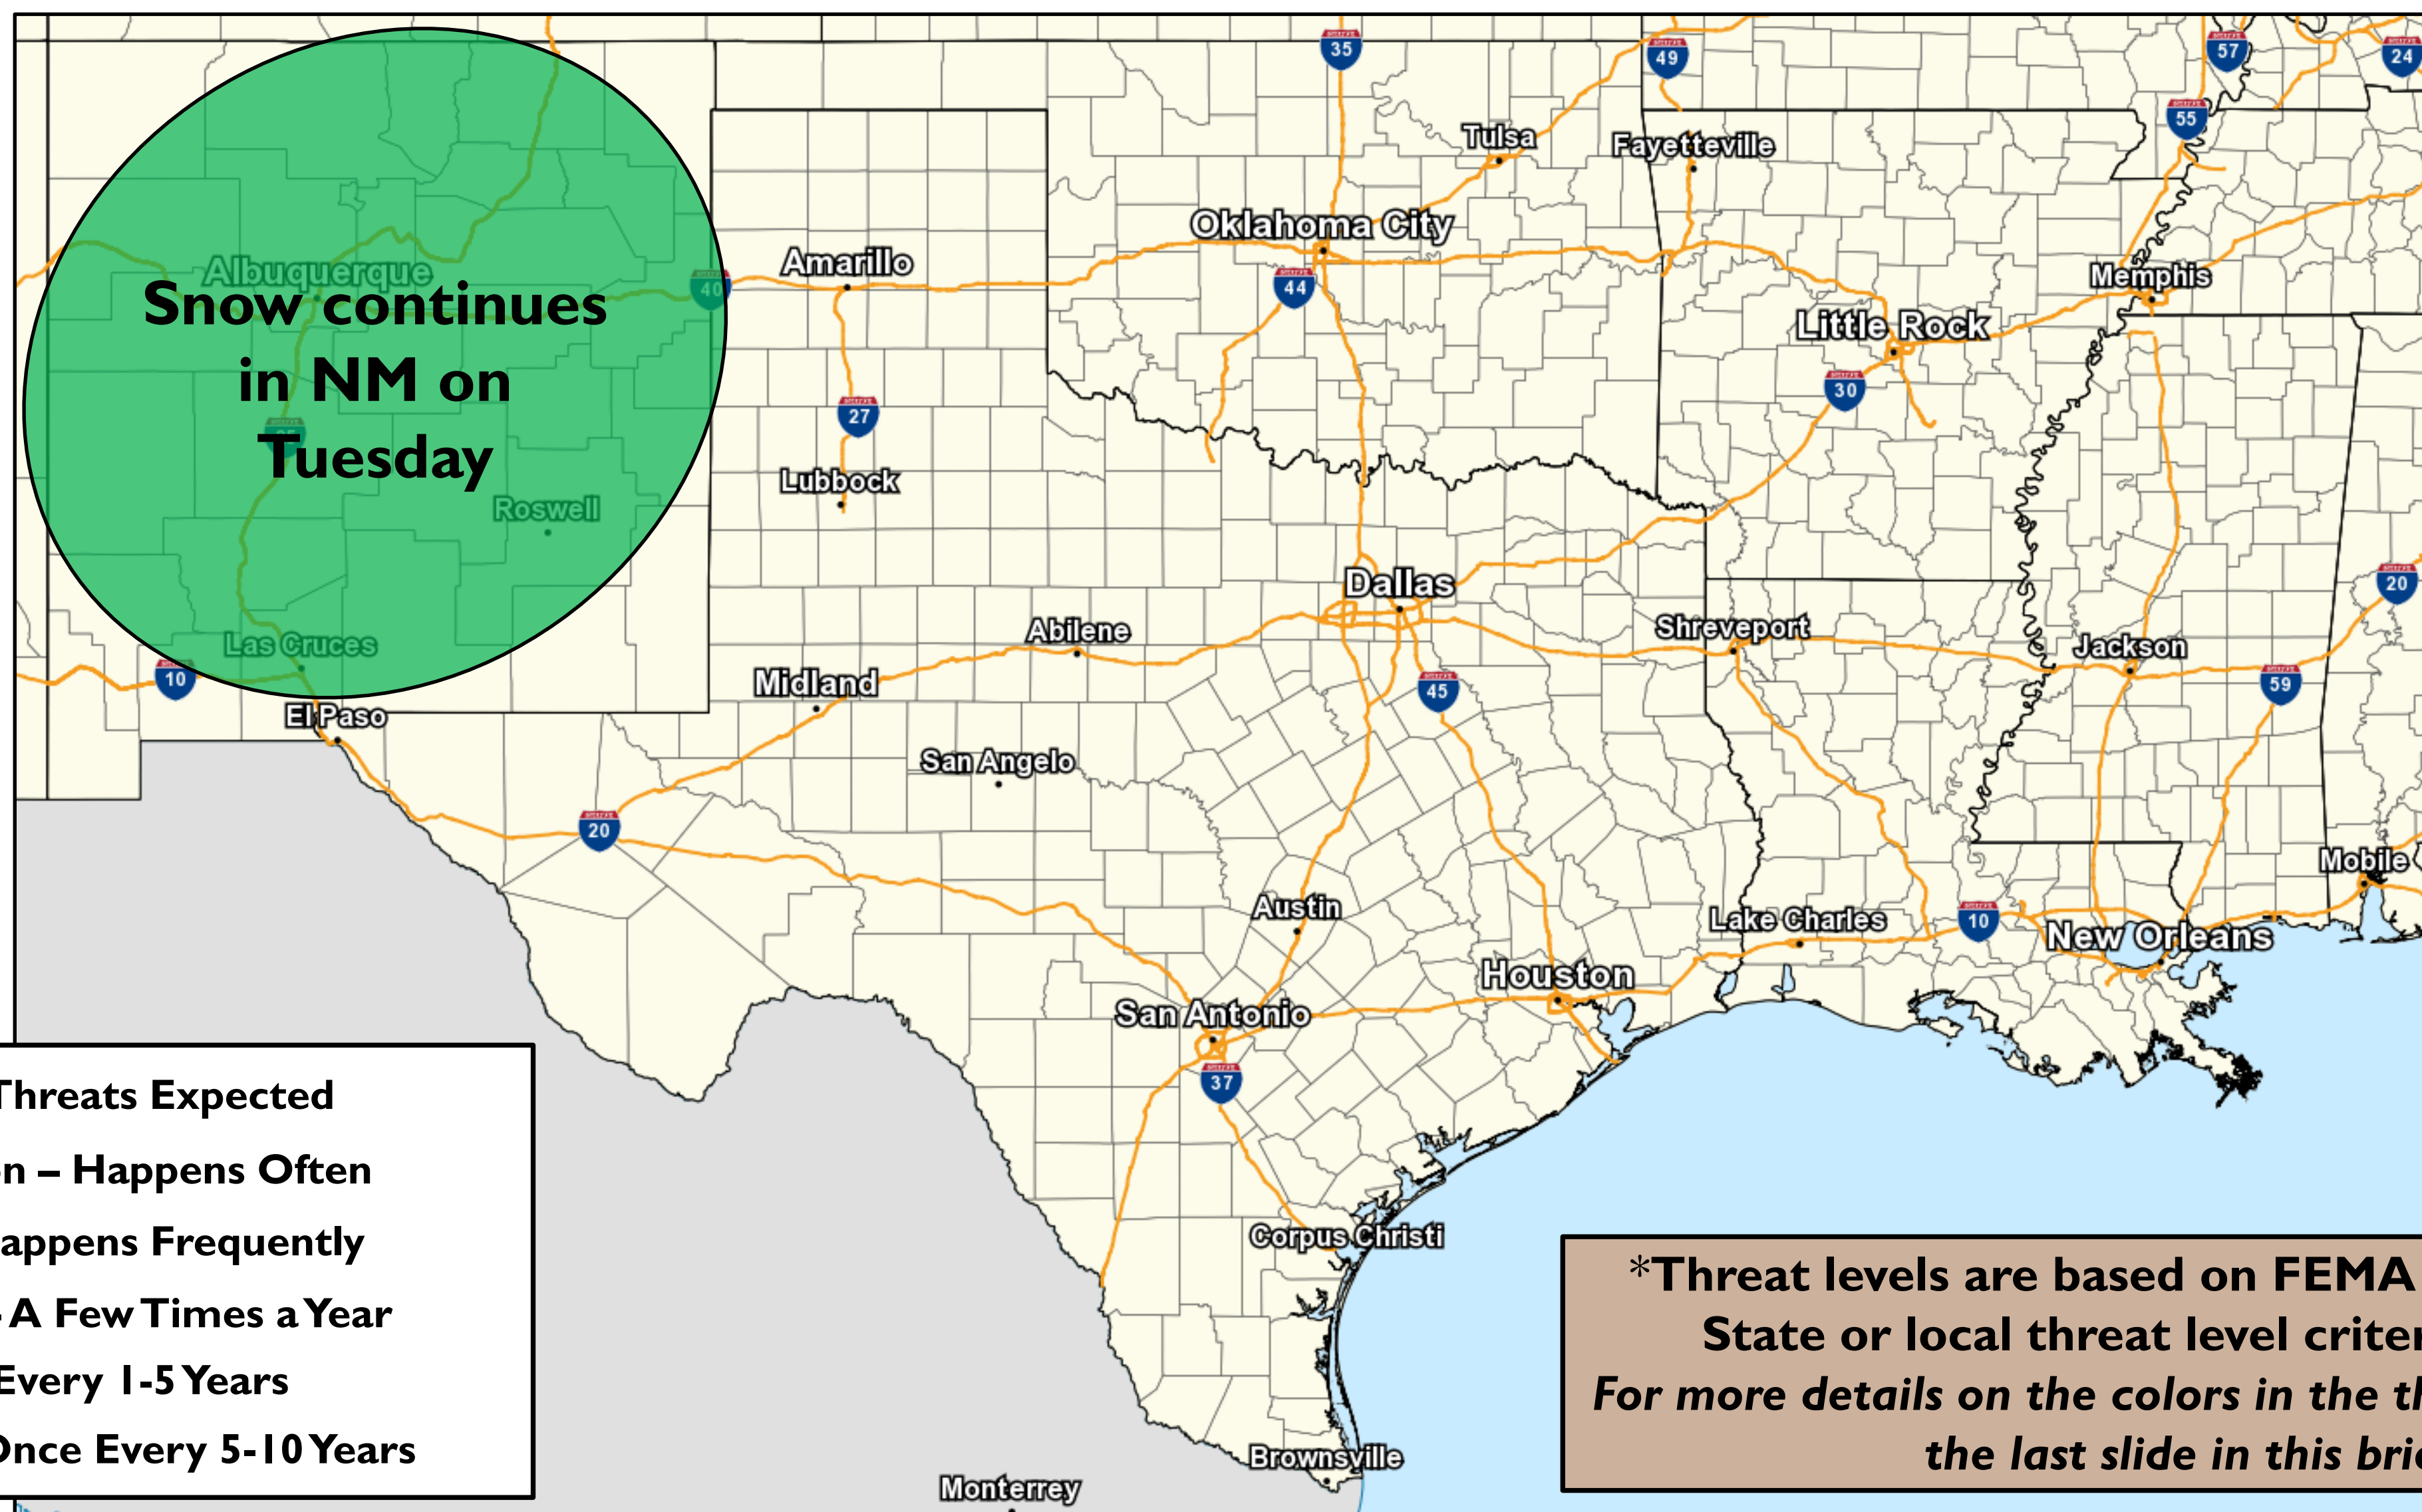 35
49
57
24
55
Tulsa
Fayetteville
Oklahoma City
Albuquerque
Amarillo
40
44
Memphis
Snow continues
in NM on
Tuesday
Little Rock
30
27
25
Lubbock
Roswell
Dallas
20
Abilene
Shreveport
Las Cruces
Jackson
10
Midland
45
59
El Paso
San Angelo
20
Mobile
Austin
Lake Charles
10
New Orleans
Houston
San Antonio
37
Threats Expected
n – Happens Often
appens Frequently
- A Few Times a Year
Every 1-5 Years
Once Every 5-10 Years
Corpus Christi
Brownsville
Monterrey
*Threat levels are based on FEMA
State or local threat level criter
For more details on the colors in the th
the last slide in this brie